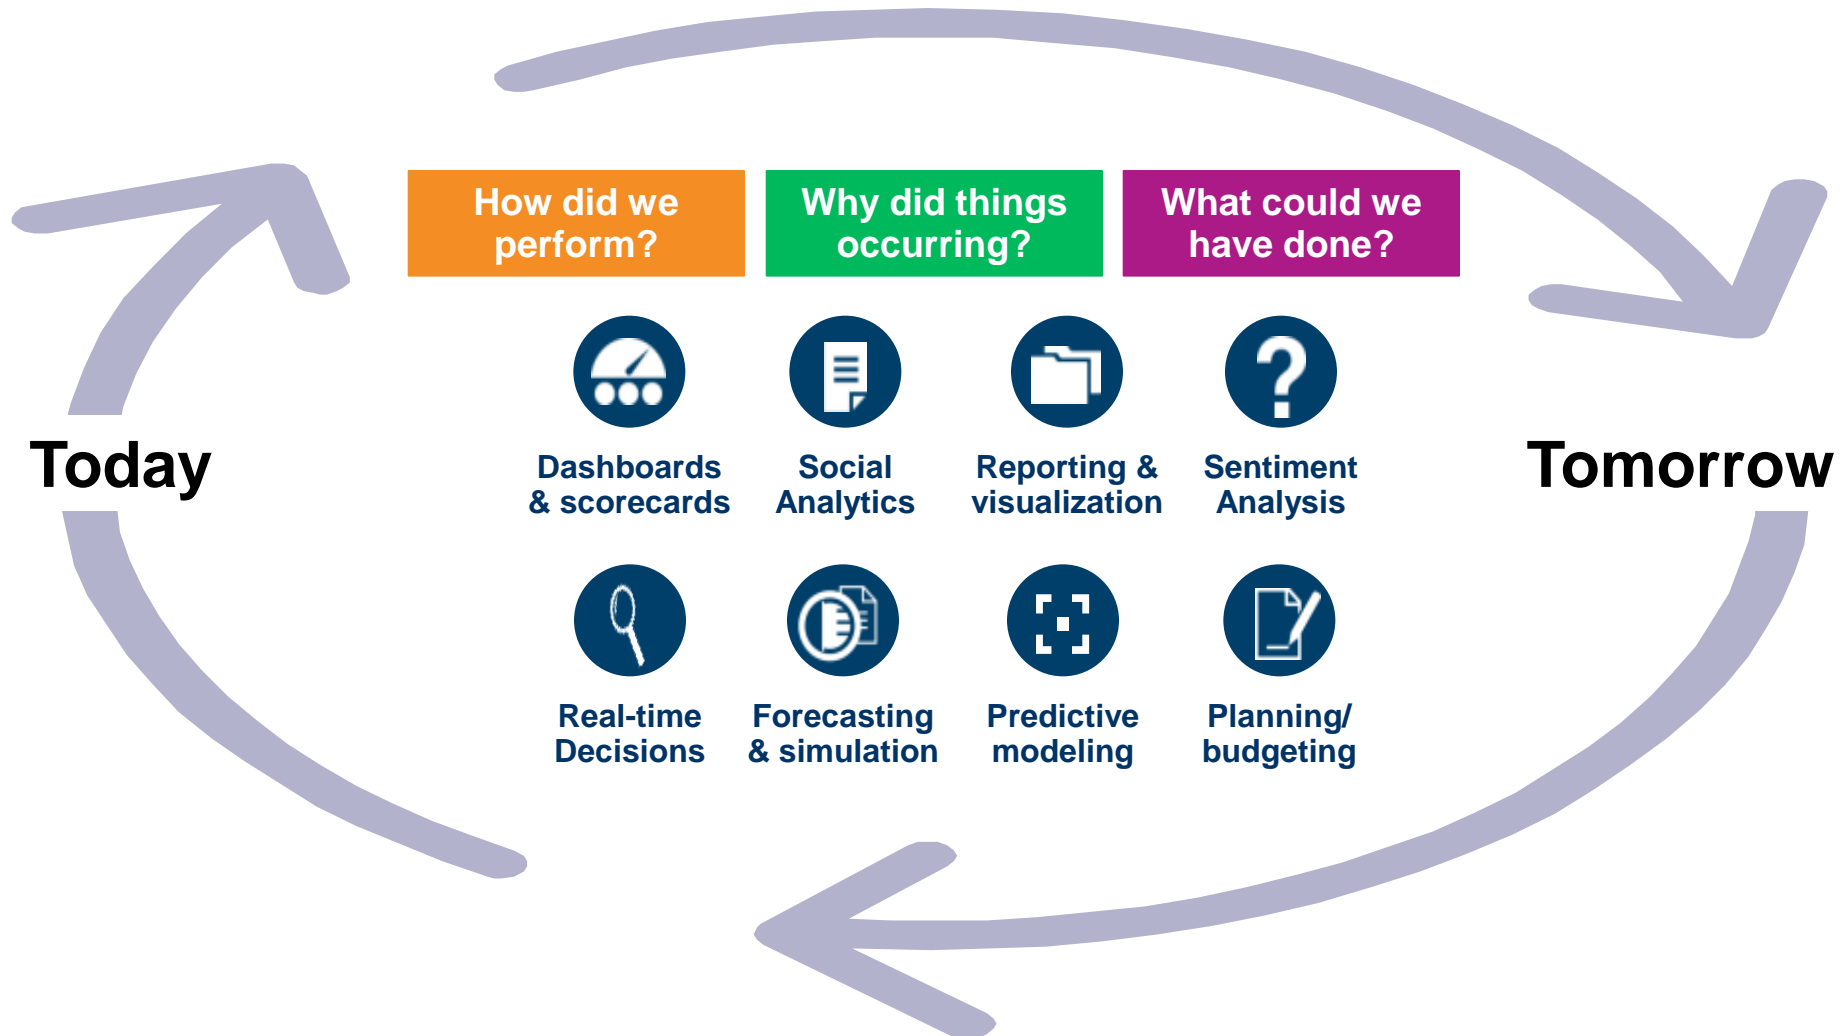 How did we
perform?
Why did things
occurring?
What could we
have done?
Today
Tomorrow
Dashboards
& scorecards
Social
Analytics
Reporting &
visualization
Sentiment
Analysis
Real-time
Decisions
Forecasting
& simulation
Predictive
modeling
Planning/
budgeting